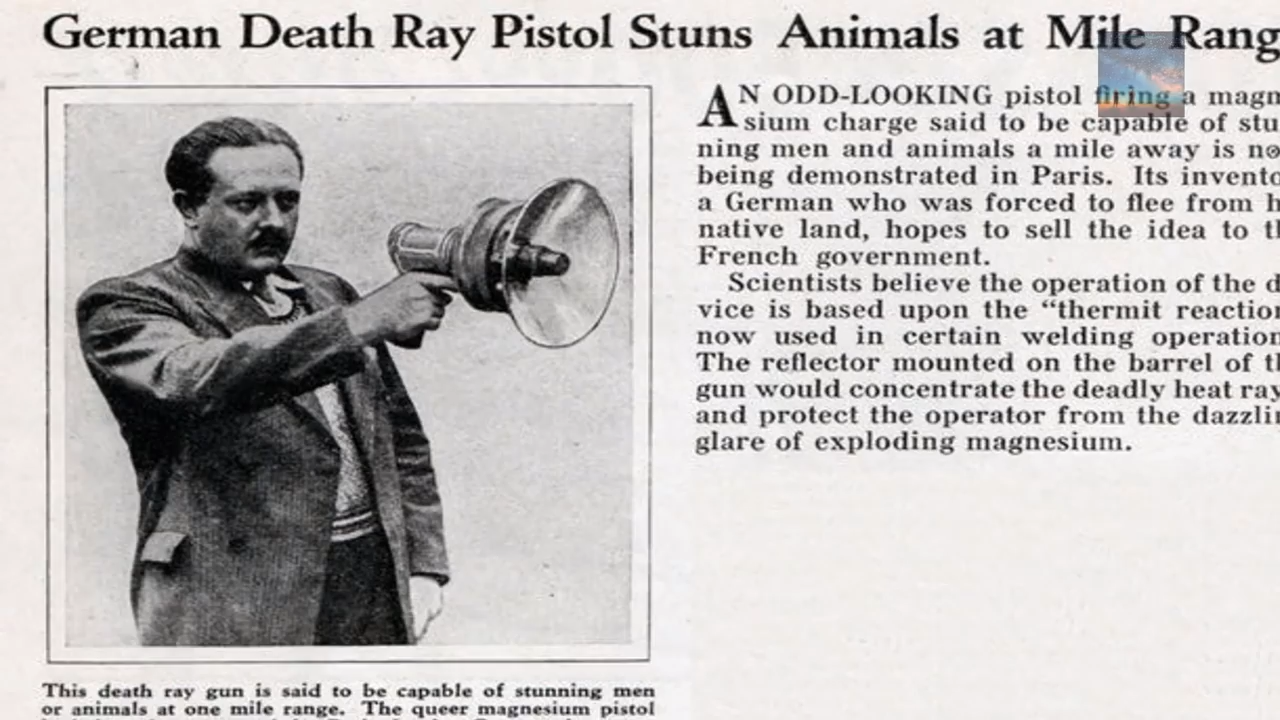 German Death Ray Pistol Stuns Animals at Mile Rang
AN ODD-LOOKING pistol firing a magn
sium charge said to be capable of stu
ning men and animals a mile away is no
being demonstrated in Paris. Its invento
a German who was forced to flee from h
native land, hopes to sell the idea to th
French government.
Scientists believe the operation of the d
vice is based upon the “thermit reaction
now used in certain welding operation
The reflector mounted on the barrel of th
gun would concentrate the deadly heat ray
and protect the operator from the dazzlin
glare of exploding magnesium.
This death ray gun is said to be capable of stunning men
or animals at one mile range. The queer magnesium pistol